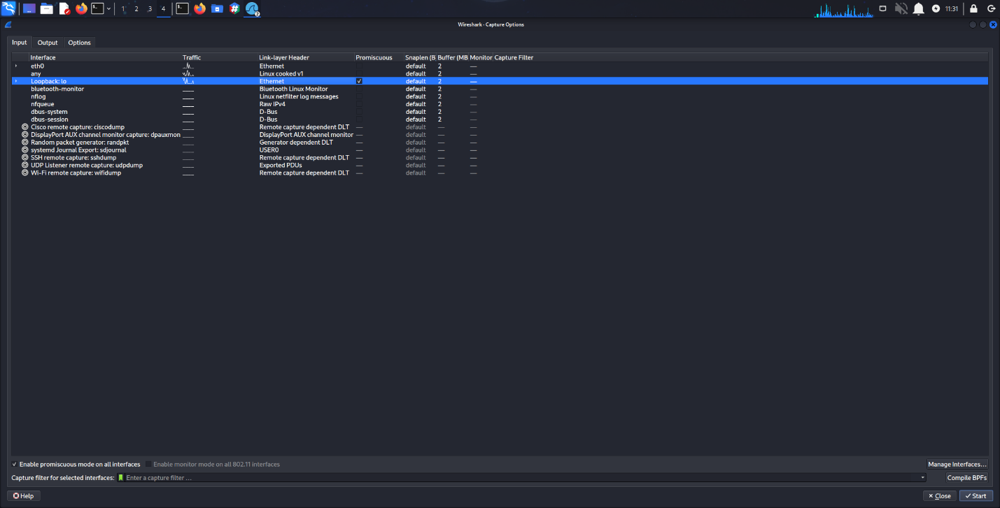 1 2 3 4 11:31
Wireshark · Capture Options
Input Output Options
Interface Traffic Link-layer Header Promiscuous Snaplen (B Buffer (MB Monitor Capture Filter
eth0 Ethernet default 2 —
any Linux cooked v1 default 2 —
Loopback: lo Ethernet default 2 —
bluetooth-monitor Bluetooth Linux Monitor default 2 —
nflog Linux netfilter log messages default 2 —
nfqueue Raw IPv4 default 2 —
dbus-system D-Bus default 2 —
dbus-session D-Bus default 2 —
Cisco remote capture: ciscodump Remote capture dependent DLT — default — —
DisplayPort AUX channel monitor capture: dpauxmon DisplayPort AUX channel monitor — default — —
Random packet generator: randpkt Generator dependent DLT — default — —
systemd Journal Export: sdjournal USER0 — default — —
SSH remote capture: sshdump Remote capture dependent DLT — default — —
UDP Listener remote capture: udpdump Exported PDUs — default — —
Wi-Fi remote capture: wifidump Remote capture dependent DLT — default — —
Enable promiscuous mode on all interfaces Enable monitor mode on all 802.11 interfaces Manage Interfaces...
Capture filter for selected interfaces: Enter a capture filter ... Compile BPFs
Help Close Start